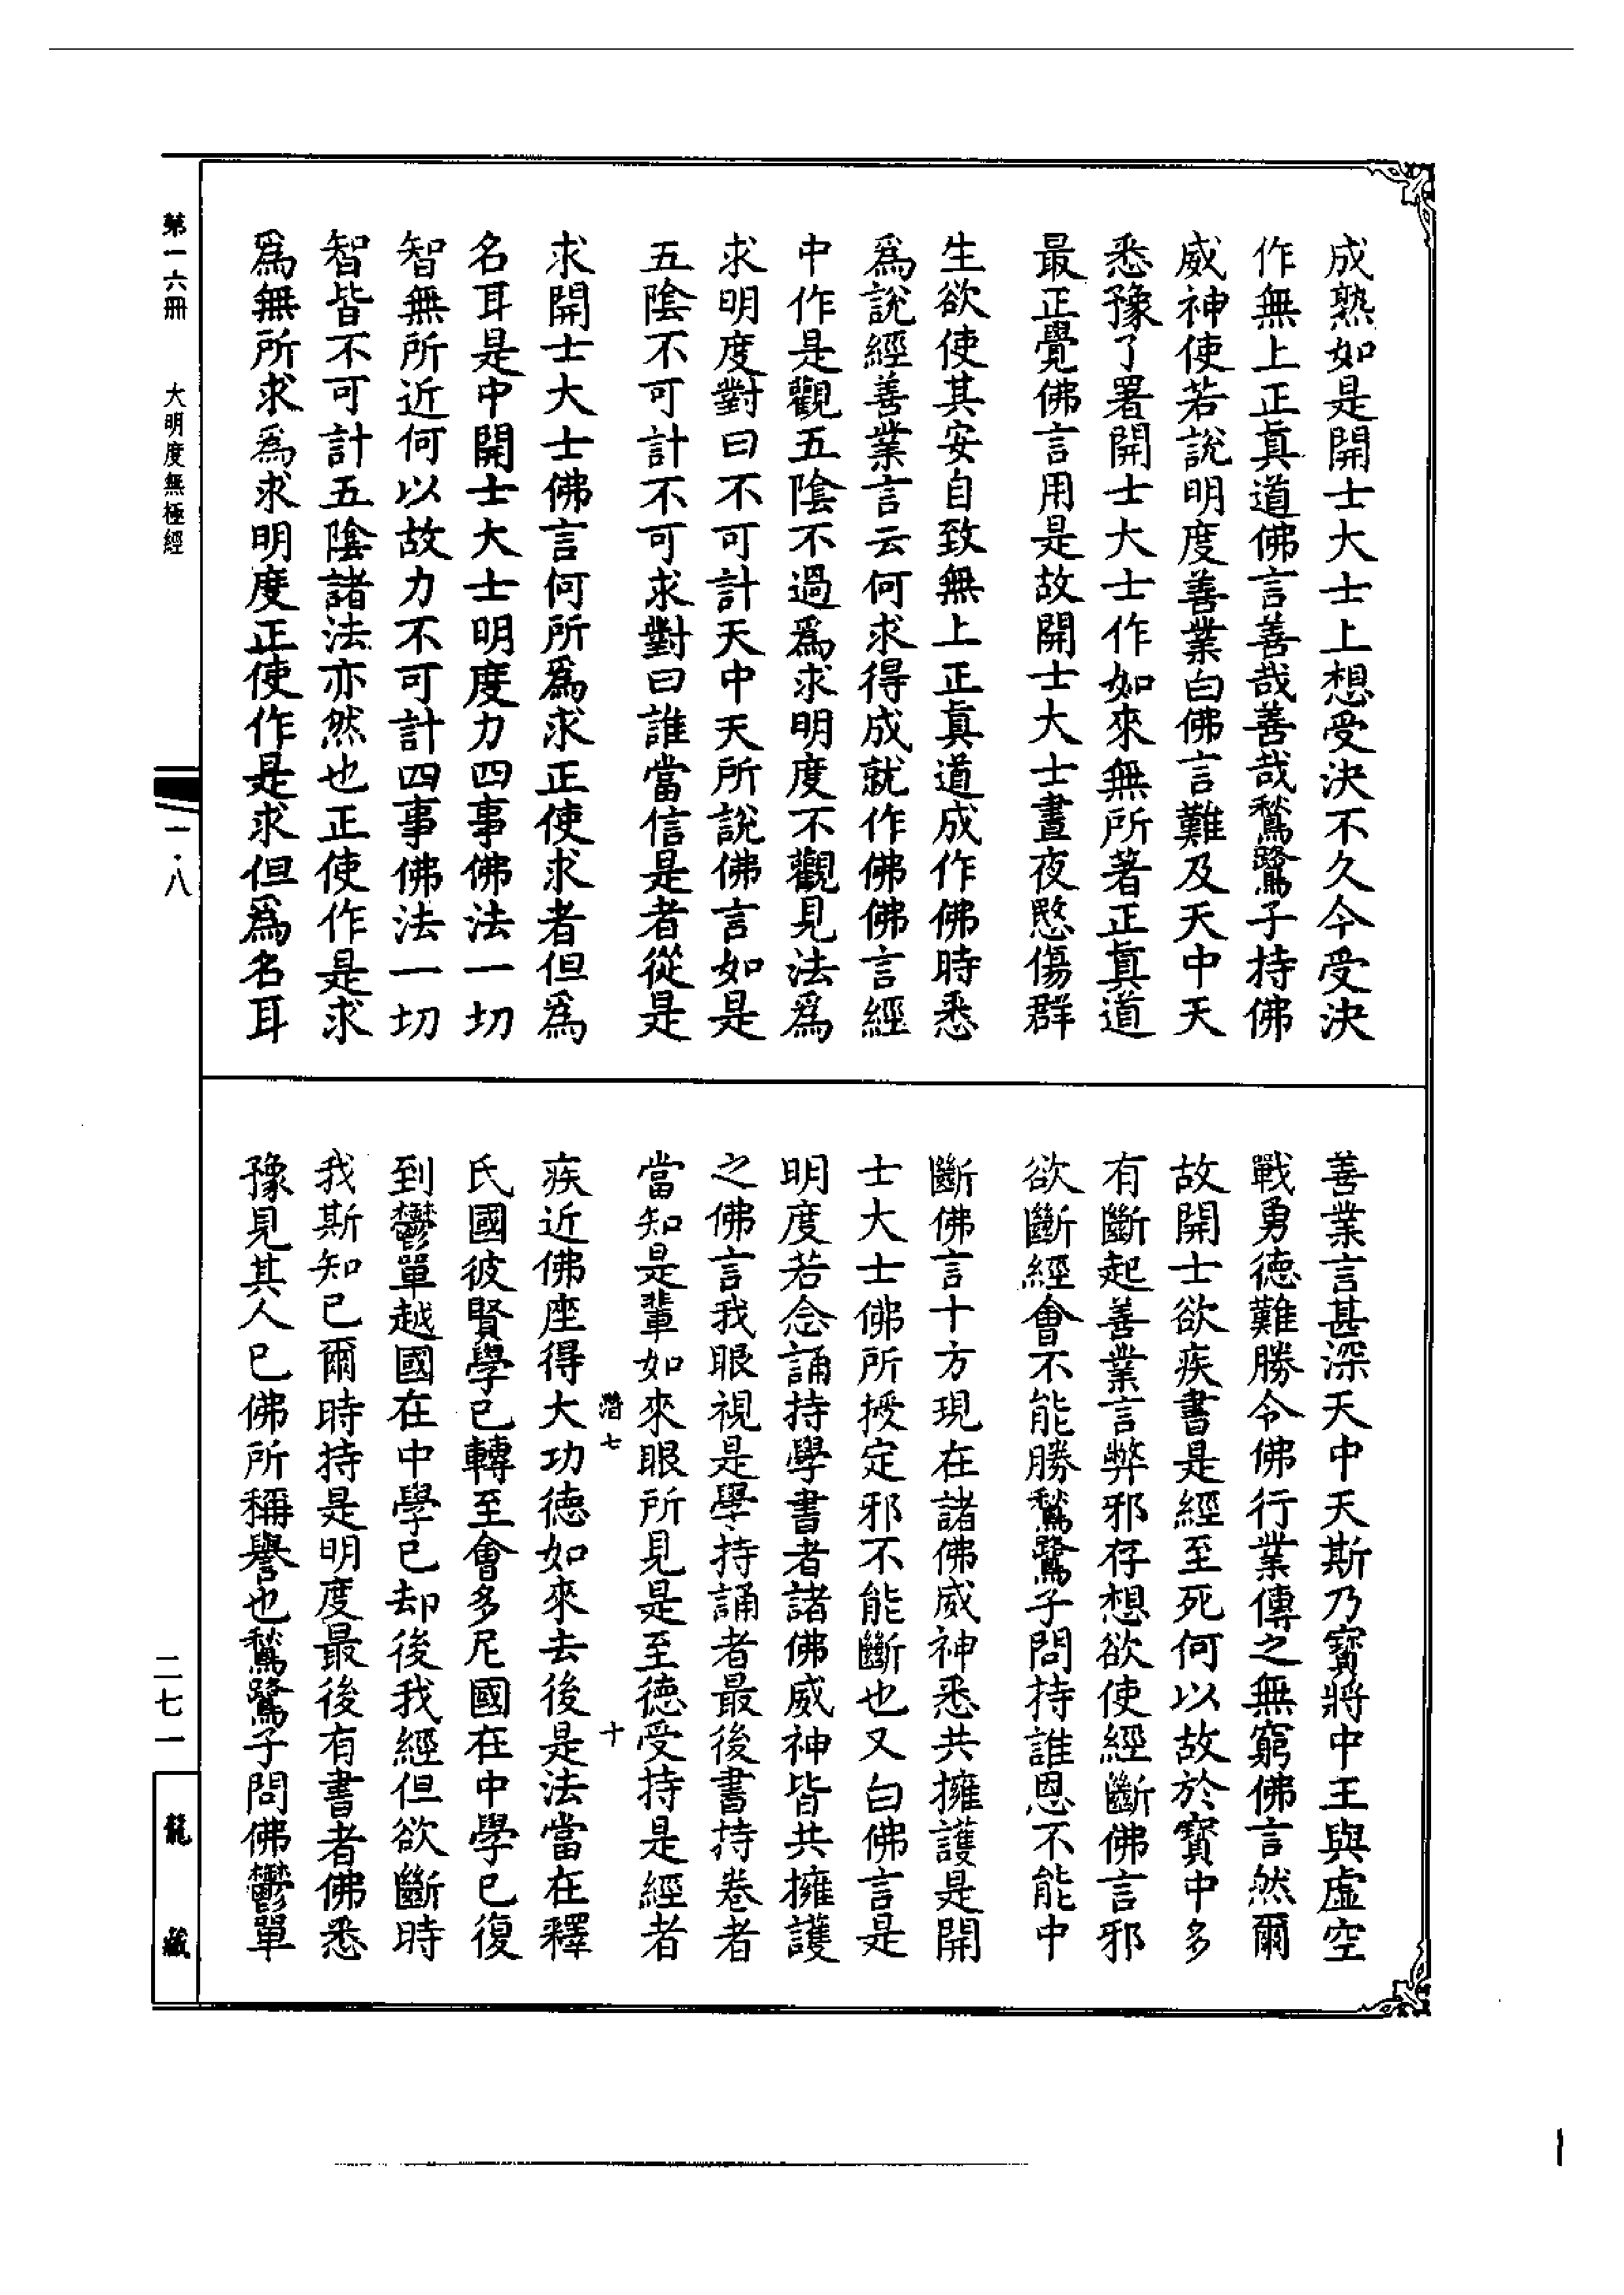 成熟如是開士大士上想受決不久今受決
作無上正真道佛言善哉善哉鶖鷺子持佛
威神使若說明度善業白佛言難及天中天
悉豫了署開士大士作如來無所著正真道
最正覺佛言用是故開士大士晝夜愍傷群
生欲使其安自致無上正真道成作佛時悉
爲說經善業言云何求得成就作佛佛言經
中作是觀五陰不過爲求明度不觀見法爲
求明度對曰不可計天中天所說佛言如是
五陰不可計不可求對曰誰當信是者從是
求開士大士佛言何所爲求正使求者但爲
名耳是中開士大士明度力四事佛法一切
智無所近何以故力不可計四事佛法一切
智皆不可計五陰諸法亦然也正使作是求
爲無所求爲求明度正使作是求但爲名耳
善業言甚深天中天斯乃寶將中王與虛空
戰勇德難勝令佛行業傳之無窮佛言然爾
故開士欲疾書是經至死何以故於寶中多
有斷起善業言弊邪存想欲使經斷佛言邪
欲斷經會不能勝鶖鷺子問持誰恩不能中
斷佛言十方現在諸佛威神悉共擁護是開
士大士佛所授定邪不能斷也又白佛言是
明度若念誦持學書者諸佛威神皆共擁護
之佛言我眼視是學持誦者最後書持卷者
當知是輩如來眼所見是至德受持是經者
潛七 十
疾近佛座得大功德如來去後是法當在釋
氏國彼賢學已轉至會多尼國在中學已復
到鬱單越國在中學已却後我經但欲斷時
我斯知已爾時持是明度最後有書者佛悉
豫見其人已佛所稱譽也鶖鷺子問佛鬱單
第一六冊 大明度無極經
一·八
二七一
龍藏